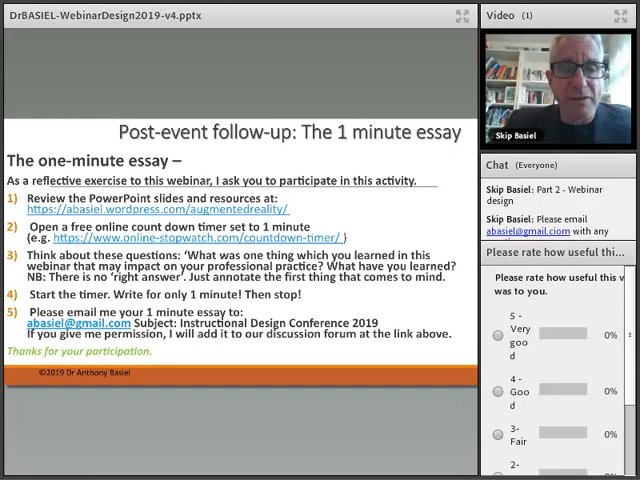 DrBASIEL-WebinarDesign2019-v4.pptx
Post-event follow-up: The 1 minute essay
The one-minute essay –
As a reflective exercise to this webinar, I ask you to participate in this activity.
1) Review the PowerPoint slides and resources at:
https://abasiel.wordpress.com/augmentedreality/
2) Open a free online count down timer set to 1 minute
(e.g. https://www.online-stopwatch.com/countdown-timer/ )
3) Think about these questions: ‘What was one thing which you learned in
this webinar that may impact on your professional practice? What have you learned?
NB: There is no ‘right answer’. Just annotate the first thing that comes to mind.
4) Start the timer. Write for only 1 minute! Then stop!
5) Please email me your 1 minute essay to:
abasiel@gmail.com Subject: Instructional Design Conference 2019
If you give me permission, I will add it to our discussion forum at the link above.
Thanks for your participation.
©2019 Dr Anthony Basiel
Video (1)
Skip Basiel
Chat (Everyone)
Skip Basiel: Part 2 - Webinar
design
Skip Basiel: Please email
abasiel@gmail.ciom with any
Please rate how useful thi...
Please rate how useful this
was to you.
5 -
Very
goo
d
0%
4 -
Goo
d
0%
3-
Fair
0%
2-